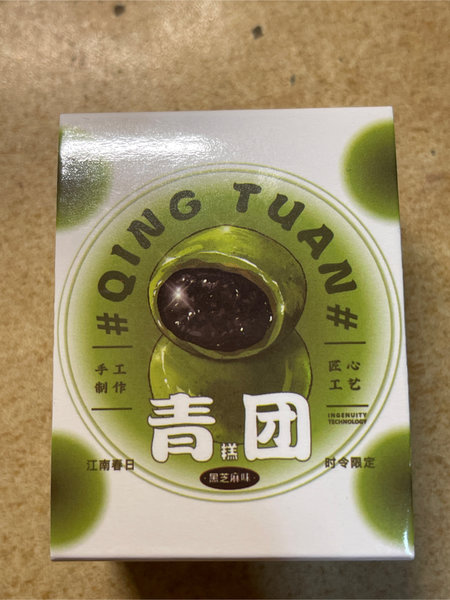 #QING TUAN#
手工
制作
匠心
工艺
INGENUITY
TECHNOLOGY
青糕团
江南春日
时令限定
黑芝麻味